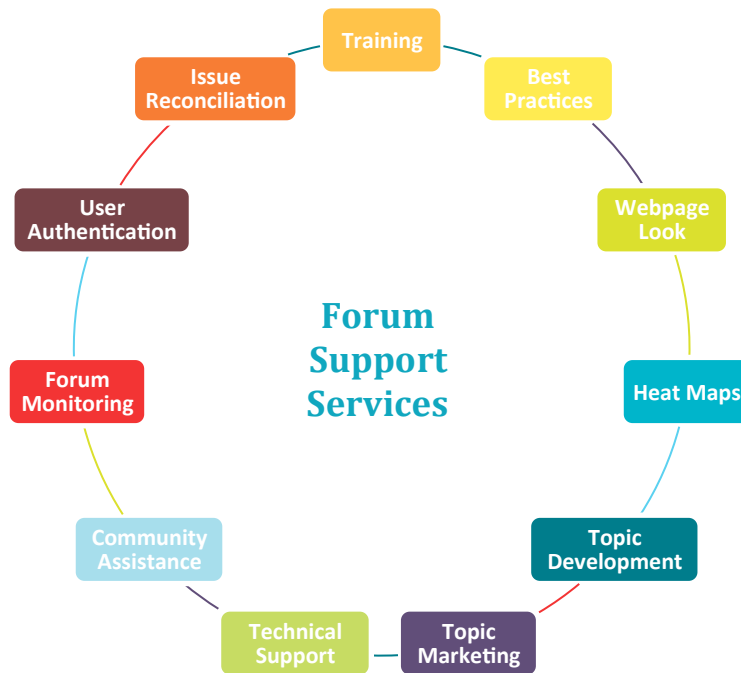 Training
Best
Practices
Webpage
Look
Heat Maps
Topic
Development
Topic
Marketing
Technical
Support
Community
Assistance
Forum
Monitoring
User
Authentication
Issue
Reconciliation
Forum
Support
Services